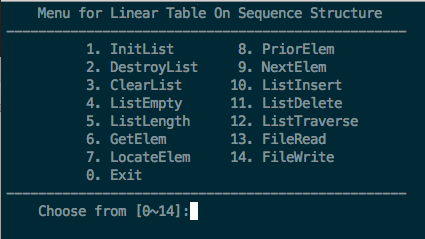 Menu for Linear Table On Sequence Structure
1. InitList 8. PriorElem
2. DestroyList 9. NextElem
3. ClearList 10. ListInsert
4. ListEmpty 11. ListDelete
5. ListLength 12. ListTraverse
6. GetElem 13. FileRead
7. LocateElem 14. FileWrite
0. Exit
Choose from [0~14]: